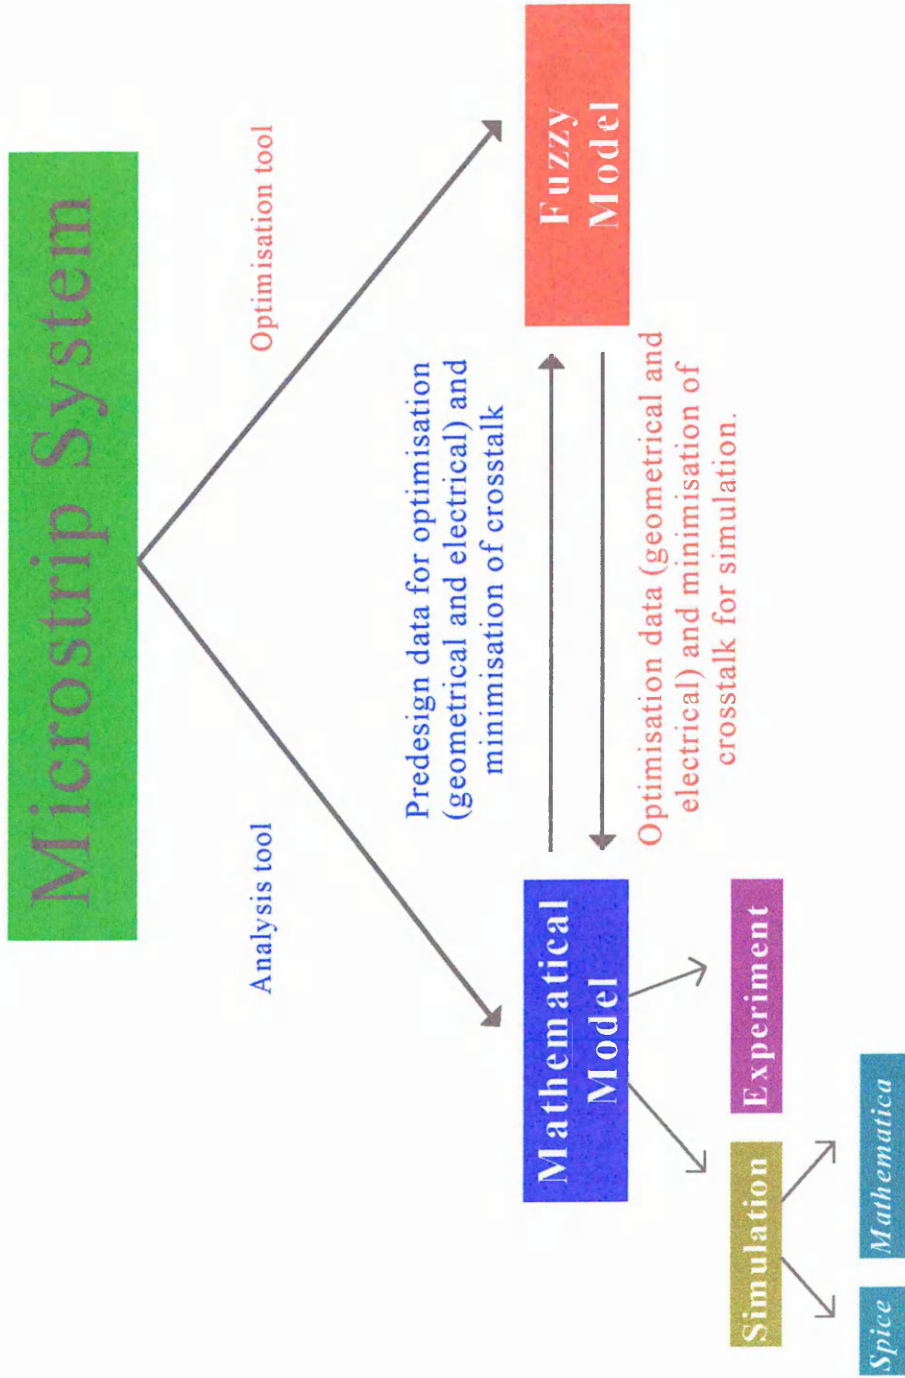 Microstrip System
Analysis tool
Optimisation tool
Predesign data for optimisation
(geometrical and electrical) and
minimisation of crosstalk
Mathematical
Model
Fuzzy
Model
Optimisation data (geometrical and
electrical) and minimisation of
crosstalk for simulation.
Simulation
Experiment
Spice
Mathematica